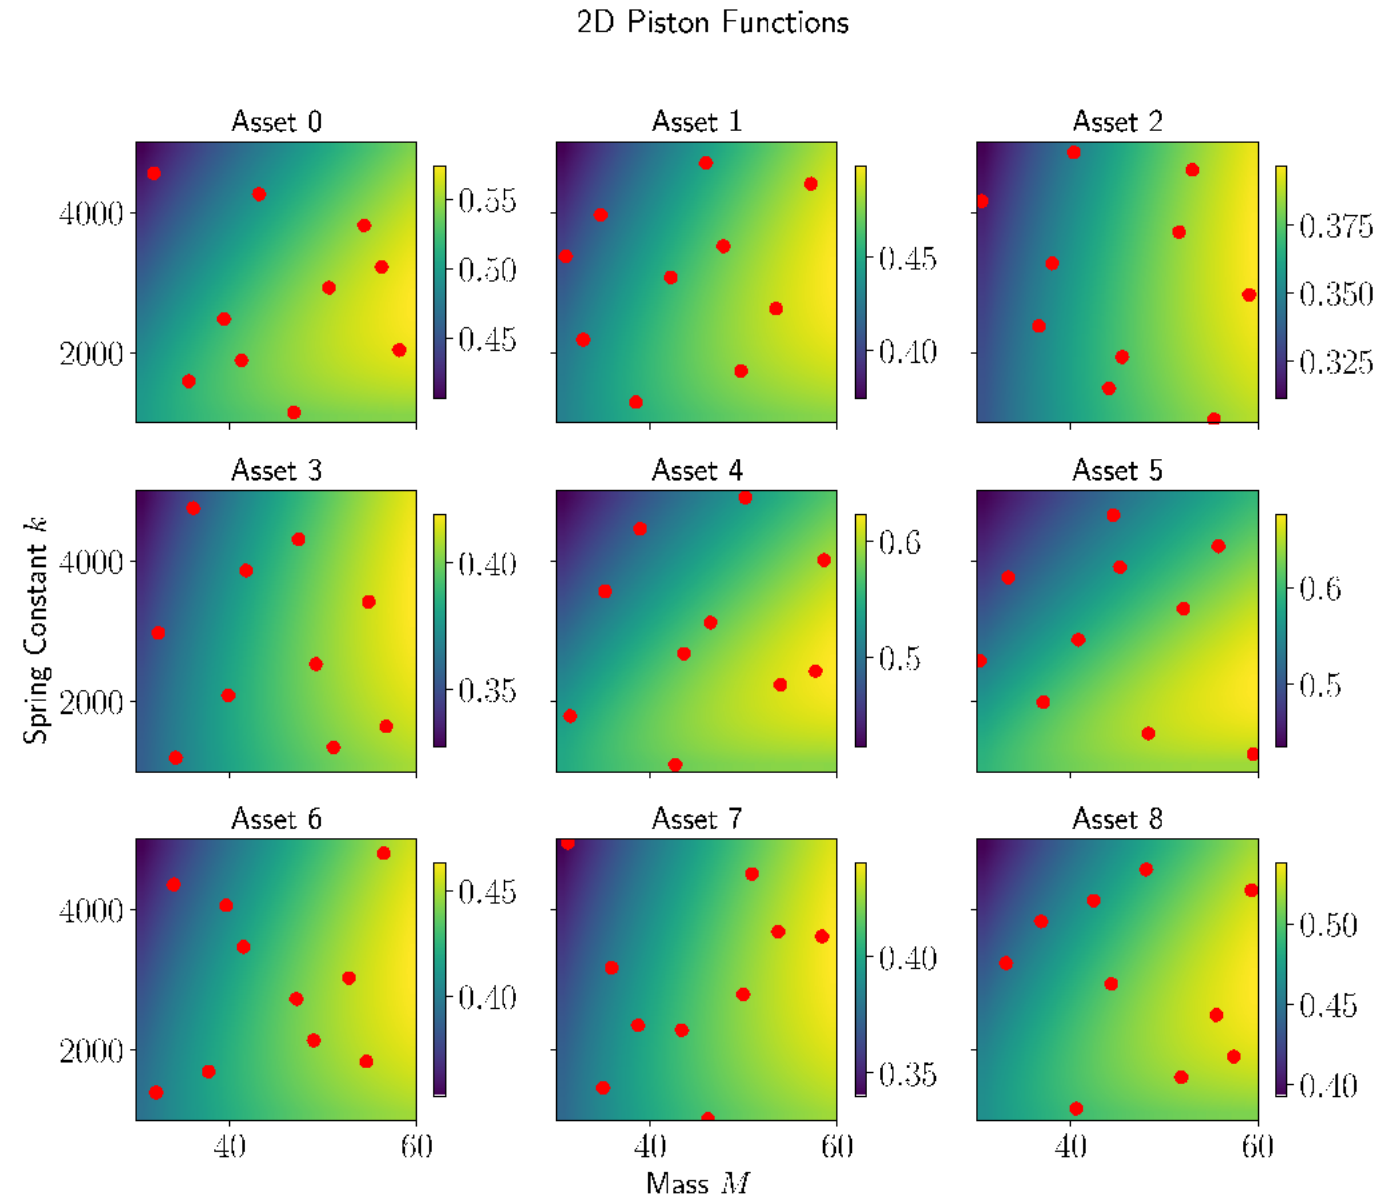 2D Piston Functions
Asset 0
Asset 1
Asset 2
4000
2000
0.55
0.50
0.45
0.45
0.40
0.375
0.350
0.325
Asset 3
Asset 4
Asset 5
Spring Constant k
4000
2000
0.40
0.35
0.6
0.5
0.6
0.5
Asset 6
Asset 7
Asset 8
4000
2000
0.45
0.40
0.40
0.35
0.50
0.45
0.40
40 60
40 60
40 60
Mass M